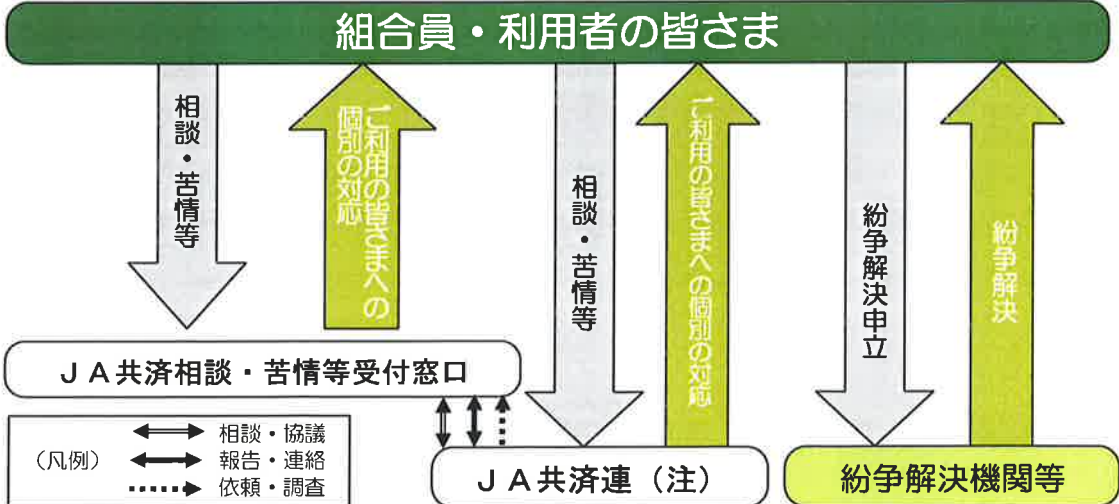 組合員・利用者の皆さま
相談・苦情等
ご利用の皆さまへの
個別の対応
相談・苦情等
ご利用の皆さまへの個別の対応
紛争解決申立
紛争解決
ＪＡ共済相談・苦情等受付窓口
（凡例）
相談・協議
報告・連絡
依頼・調査
ＪＡ共済連（注）
紛争解決機関等